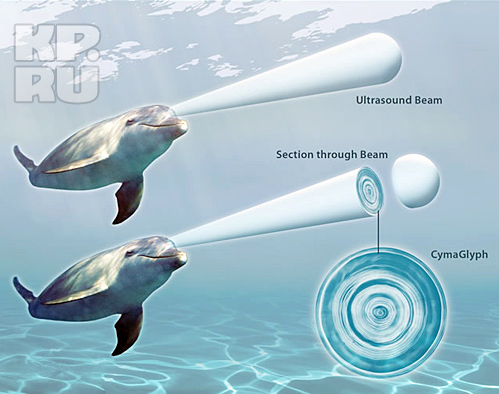 KP.
RU
Ultrasound Beam
Section through Beam
CymaGlyph